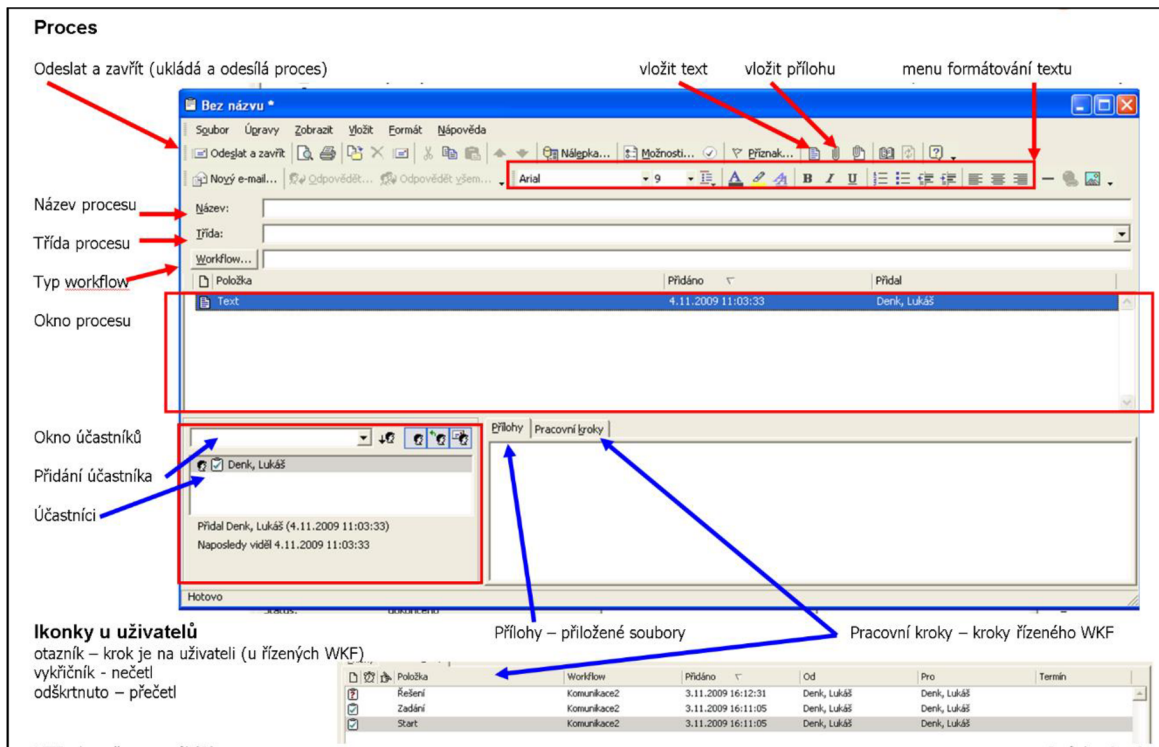 Proces
Odeslat a zavřít (ukládá a odesílá proces)
vložit text
vložit přílohu
menu formátování textu
Bez názvu *
Soubor Úpravy Zobrazit Vložit Formát Nápověda
Odeslat a zavřít
Nálepka...
Možnosti...
Příznak...
Nový e-mail...
Odpovědět...
Odpovědět všem...
Arial
9
B I U
Název procesu
Název:
Třída procesu
Třída:
Typ workflow
Workflow...
Položka Přidáno Přidal
Okno procesu
Text 4.11.2009 11:03:33 Denk, Lukáš
Okno účastníků
Přílohy Pracovní kroky
Přidání účastníka
Denk, Lukáš
Účastníci
Přidal Denk, Lukáš (4.11.2009 11:03:33)
Naposledy viděl 4.11.2009 11:03:33
Hotovo
Ikonky u uživatelů
otazník – krok je na uživateli (u řízených WKF)
vykřičník - nečetl
odškrtnuto – přečetl
Přílohy – přiložené soubory
Pracovní kroky – kroky řízeného WKF
Položka Workflow Přidáno Od Pro Termín
Řešení Komunikace2 3.11.2009 16:12:31 Denk, Lukáš Denk, Lukáš
Zadání Komunikace2 3.11.2009 16:11:05 Denk, Lukáš Denk, Lukáš
Start Komunikace2 3.11.2009 16:11:05 Denk, Lukáš Denk, Lukáš